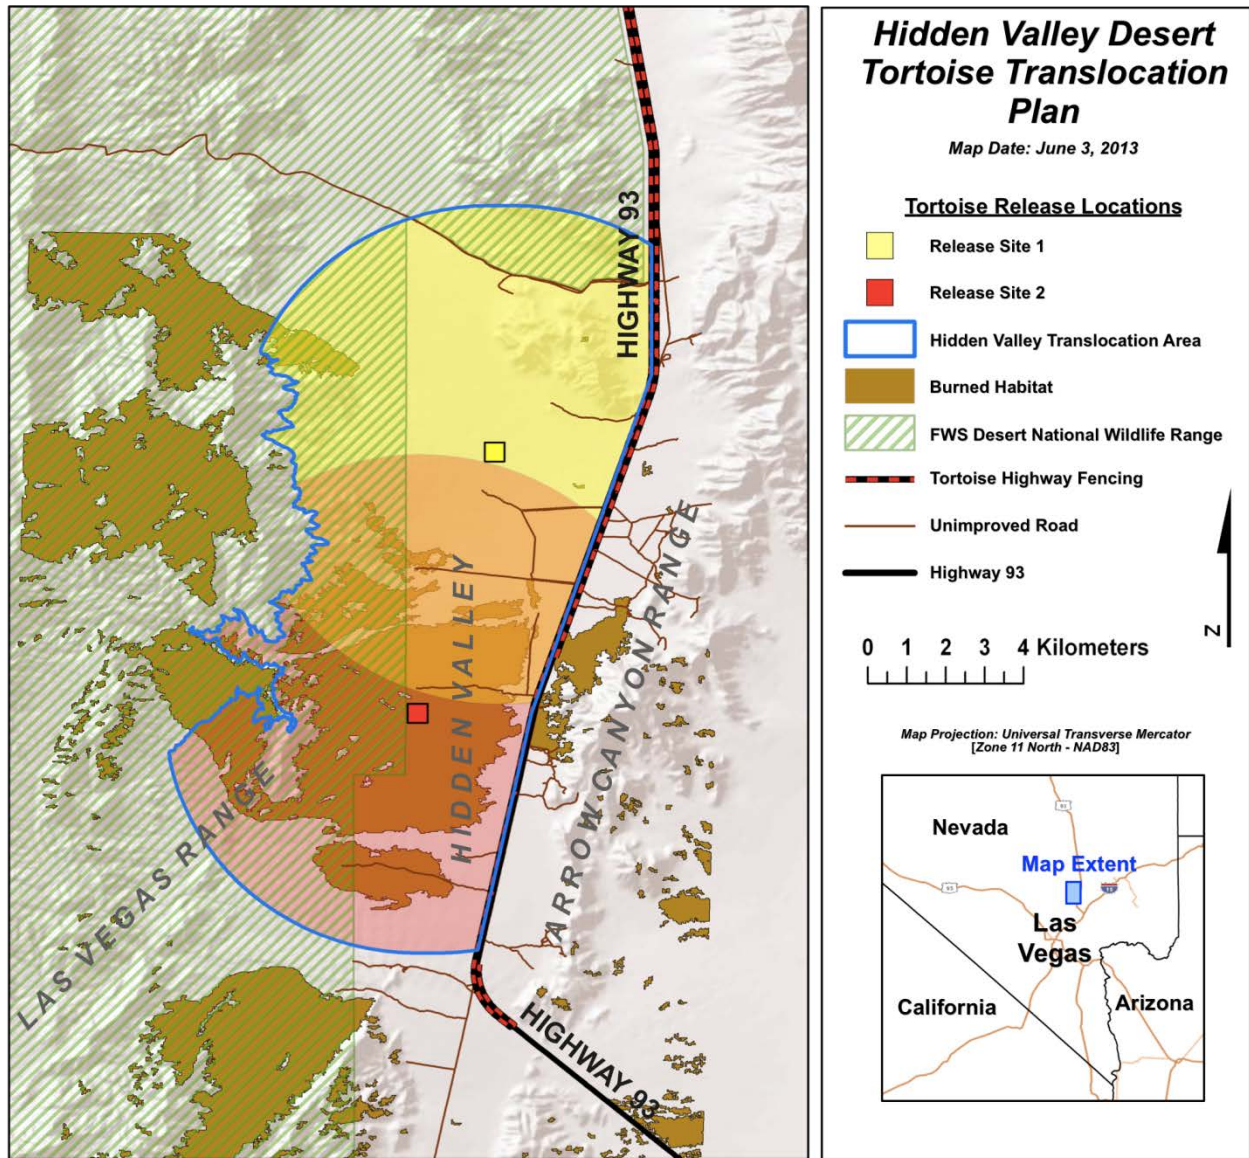 HIGHWAY 93
HIDDEN VALLEY
ARROW CANYON RANGE
LAS VEGAS RANGE
HIGHWAY 93
Hidden Valley Desert
Tortoise Translocation
Plan
Map Date: June 3, 2013
Tortoise Release Locations
Release Site 1
Release Site 2
Hidden Valley Translocation Area
Burned Habitat
FWS Desert National Wildlife Range
Tortoise Highway Fencing
Unimproved Road
Highway 93
N
0 1 2 3 4 Kilometers
Map Projection: Universal Transverse Mercator
[Zone 11 North - NAD83]
Nevada
Map Extent
Las
Vegas
California
Arizona